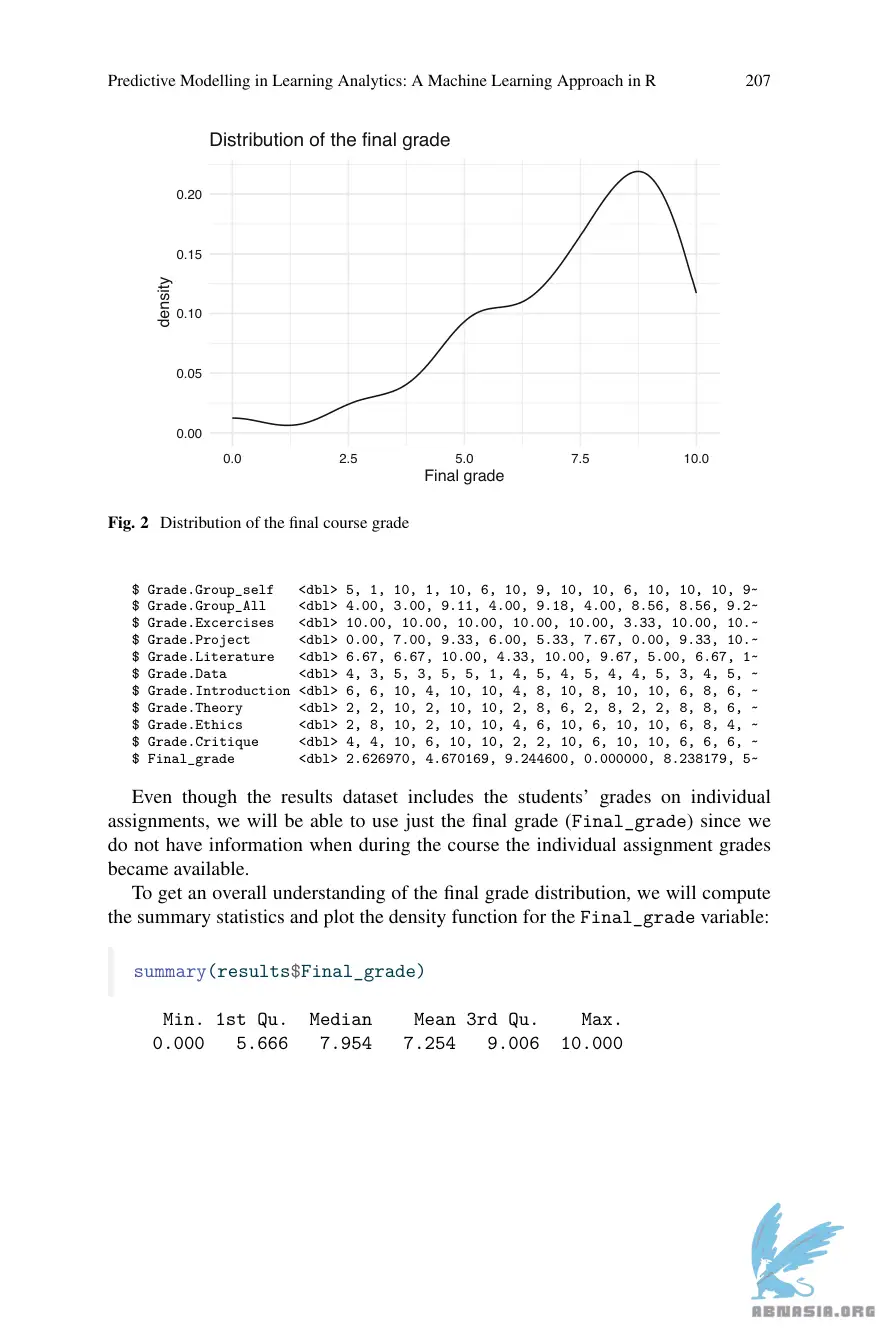 Predictive Modelling in Learning Analytics: A Machine Learning Approach in R 207
Distribution of the final grade
0.20
0.15
0.10
0.05
0.00
density
0.0 2.5 5.0 7.5 10.0
Final grade
Fig. 2 Distribution of the final course grade
$ Grade.Group_self <dbl> 5, 1, 10, 1, 10, 6, 10, 9, 10, 10, 6, 10, 10, 10, 9~
$ Grade.Group_All <dbl> 4.00, 3.00, 9.11, 4.00, 9.18, 4.00, 8.56, 8.56, 9.2~
$ Grade.Excercises <dbl> 10.00, 10.00, 10.00, 10.00, 10.00, 3.33, 10.00, 10.~
$ Grade.Project <dbl> 0.00, 7.00, 9.33, 6.00, 5.33, 7.67, 0.00, 9.33, 10.~
$ Grade.Literature <dbl> 6.67, 6.67, 10.00, 4.33, 10.00, 9.67, 5.00, 6.67, 1~
$ Grade.Data <dbl> 4, 3, 5, 3, 5, 5, 1, 4, 5, 4, 5, 4, 4, 5, 3, 4, 5, ~
$ Grade.Introduction <dbl> 6, 6, 10, 4, 10, 10, 4, 8, 10, 8, 10, 10, 6, 8, 6, ~
$ Grade.Theory <dbl> 2, 2, 10, 2, 10, 10, 2, 8, 6, 2, 8, 2, 2, 8, 8, 6, ~
$ Grade.Ethics <dbl> 2, 8, 10, 2, 10, 10, 4, 6, 10, 6, 10, 10, 6, 8, 4, ~
$ Grade.Critique <dbl> 4, 4, 10, 6, 10, 10, 2, 2, 10, 6, 10, 10, 6, 6, 6, ~
$ Final_grade <dbl> 2.626970, 4.670169, 9.244600, 0.000000, 8.238179, 5~
Even though the results dataset includes the students' grades on individual
assignments, we will be able to use just the final grade (Final_grade) since we
do not have information when during the course the individual assignment grades
became available.
To get an overall understanding of the final grade distribution, we will compute
the summary statistics and plot the density function for the Final_grade variable:
summary(results$Final_grade)
Min. 1st Qu. Median Mean 3rd Qu. Max.
0.000 5.666 7.954 7.254 9.006 10.000
ABNASIA.ORG